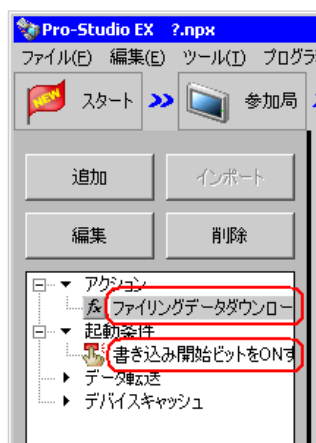 Pro-Studio EX ?.npx
ファイル(F) 編集(E) ツール(T) プログラ
NEW スタート 参加局
追加 インポート
編集 削除
アクション
fx ファイリングデータダウンロー
起動条件
書き込み開始ビットをONす
データ転送
デバイスキャッシュ